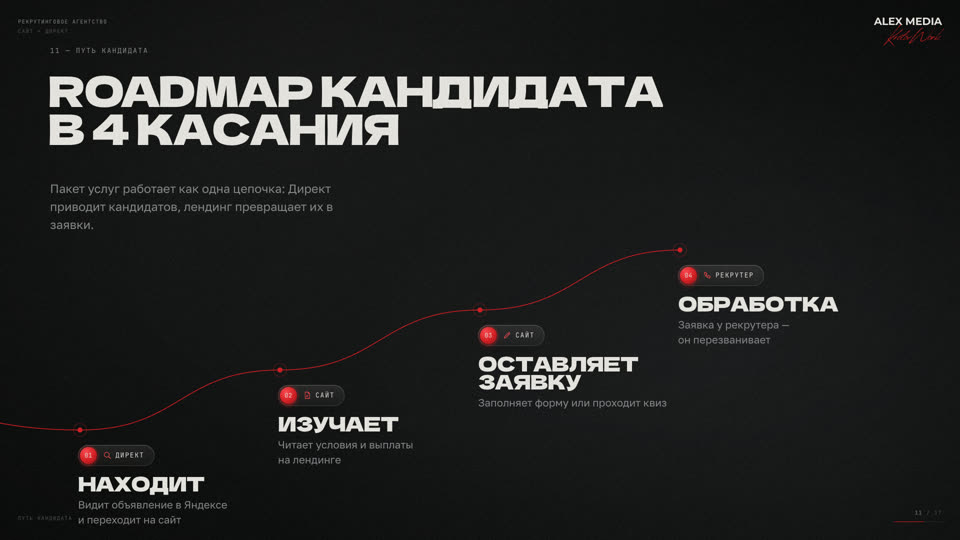 РЕКРУТИНГОВОЕ АГЕНТСТВО
САЙТ + ДИРЕКТ
ALEX MEDIA
11 — ПУТЬ КАНДИДАТА
ROADMAP КАНДИДАТА
В 4 КАСАНИЯ
Пакет услуг работает как одна цепочка: Директ
приводит кандидатов, лендинг превращает их в
заявки.
01 ДИРЕКТ
НАХОДИТ
Видит объявление в Яндексе
и переходит на сайт
02 САЙТ
ИЗУЧАЕТ
Читает условия и выплаты
на лендинге
03 САЙТ
ОСТАВЛЯЕТ
ЗАЯВКУ
Заполняет форму или проходит квиз
04 РЕКРУТЕР
ОБРАБОТКА
Заявка у рекрутера —
он перезванивает
ПУТЬ КАНДИДАТА
11 / 17